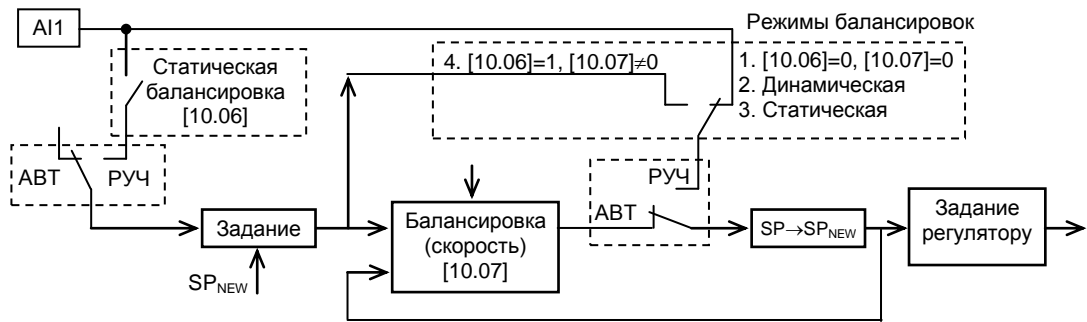 AI1
Режимы балансировок
Статическая
балансировка
[10.06]
4. [10.06]=1, [10.07]≠0
1. [10.06]=0, [10.07]=0
2. Динамическая
3. Статическая
АВТ
РУЧ
РУЧ
АВТ
Задание
Балансировка
(скорость)
[10.07]
SP→SPNEW
Задание
регулятору
SPNEW